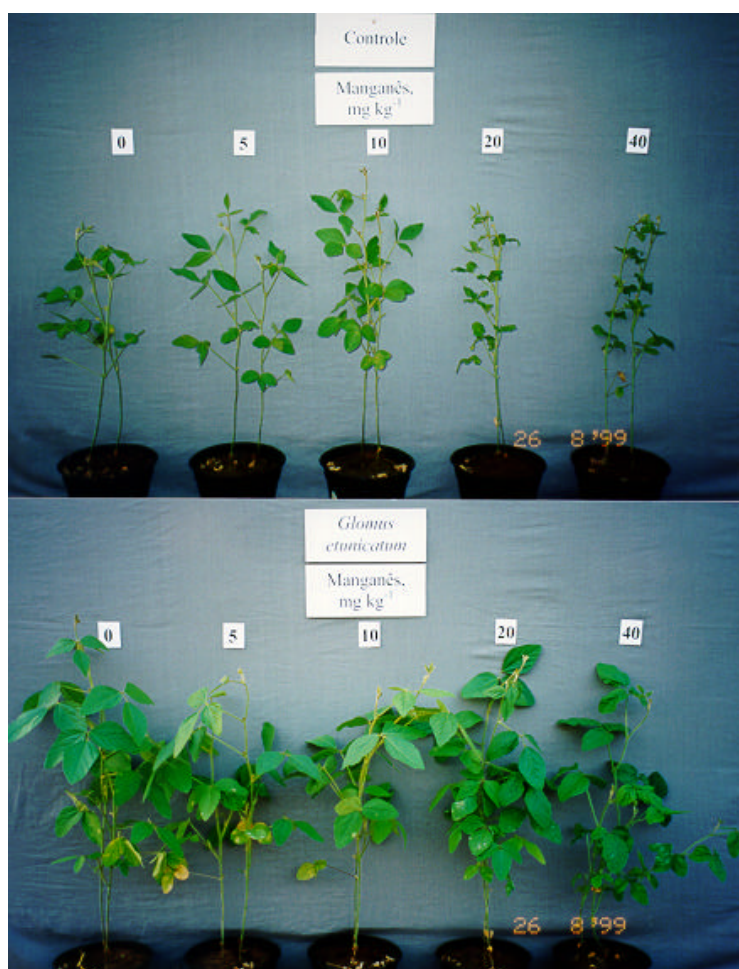 Controle
Manganês,
mg kg⁻¹
0 5 10 20 40
26 8 '99
Glomus
etunicatum
Manganês,
mg kg⁻¹
0 5 10 20 40
26 8 '99